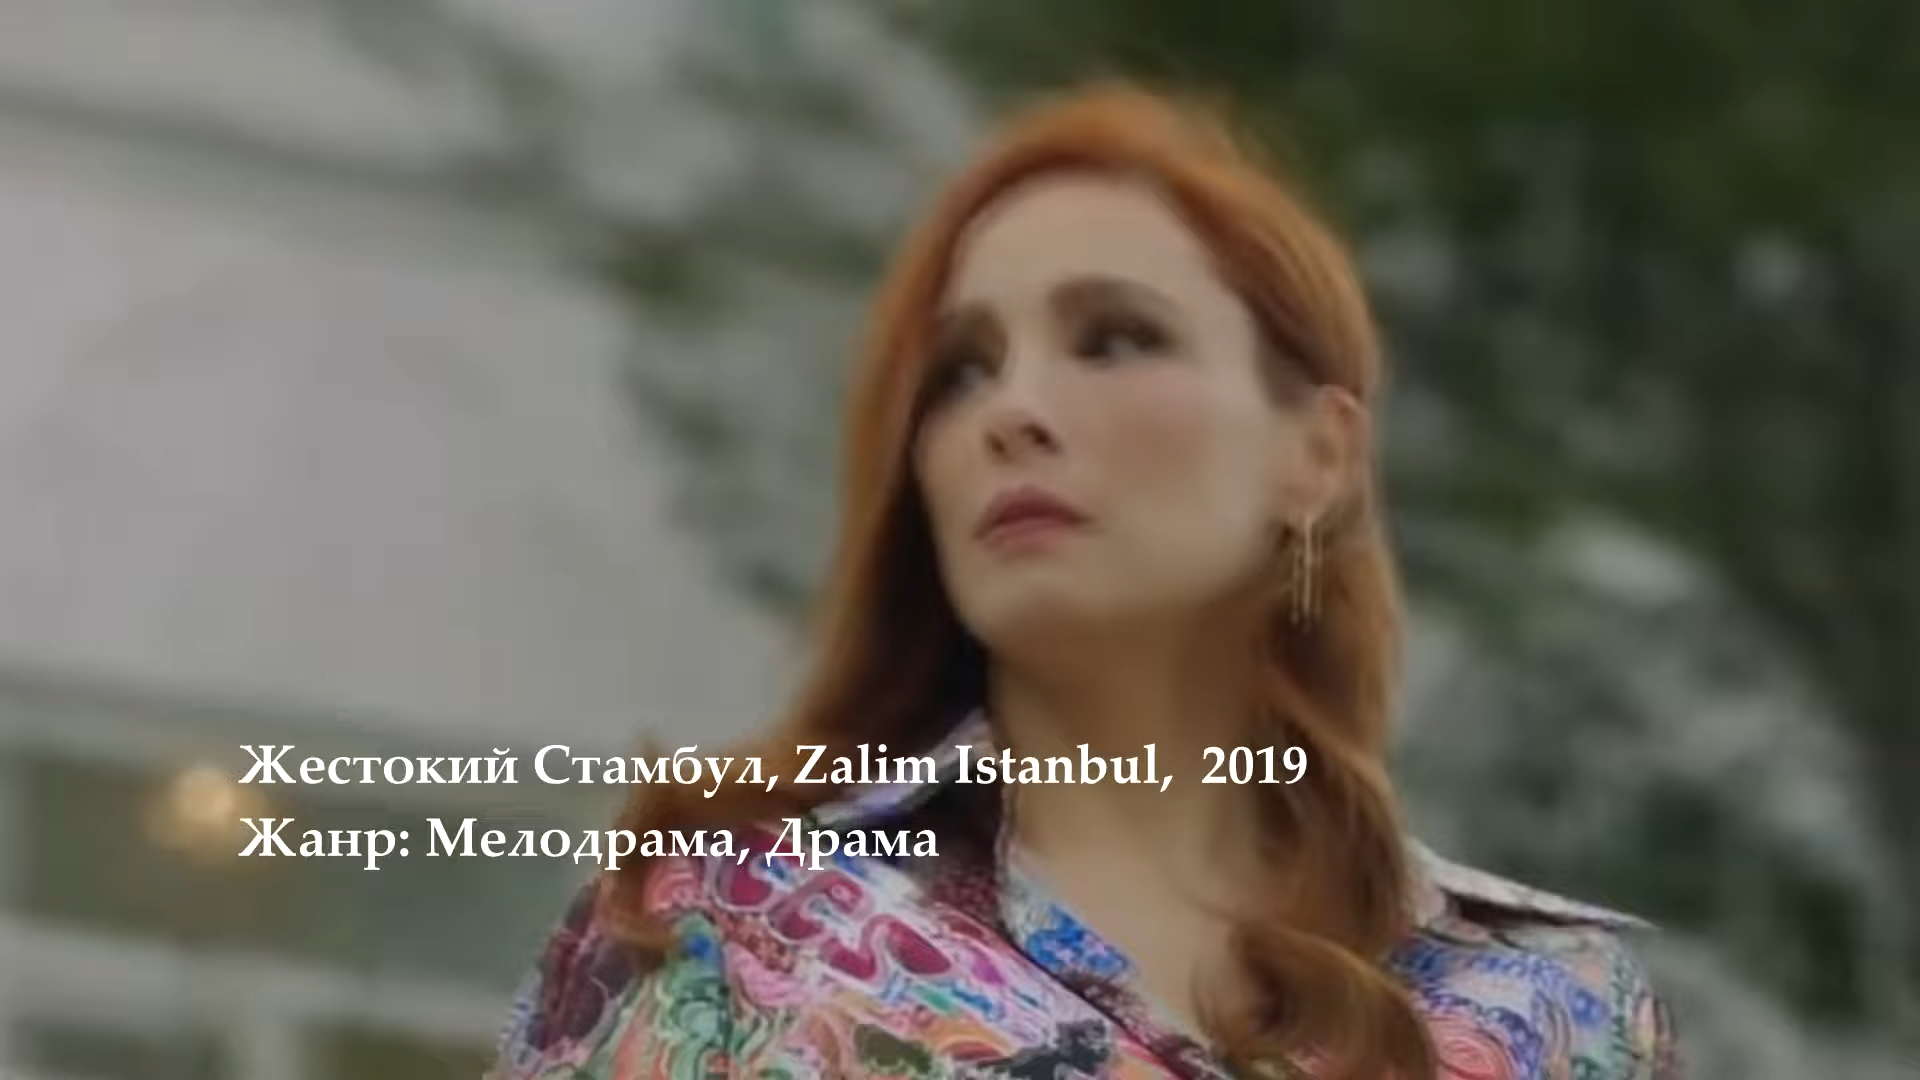 Жестокий Стамбул, Zalim Istanbul, 2019
Жанр: Мелодрама, Драма